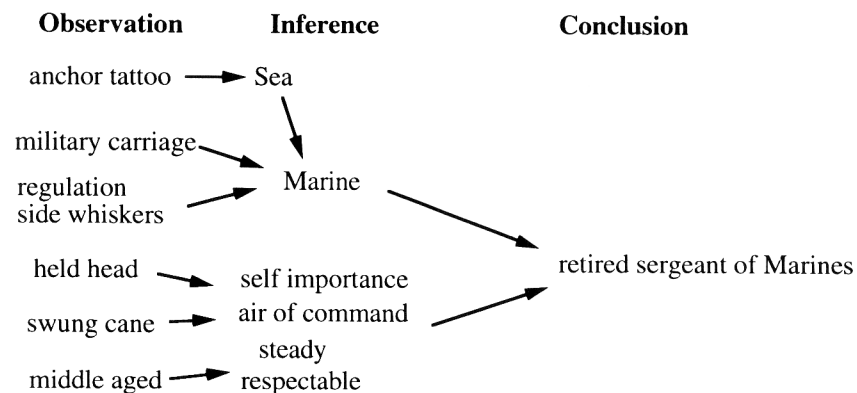 Observation Inference Conclusion
anchor tattoo Sea
military carriage
Marine
regulation
side whiskers
held head
self importance
retired sergeant of Marines
swung cane
air of command
steady
middle aged
respectable